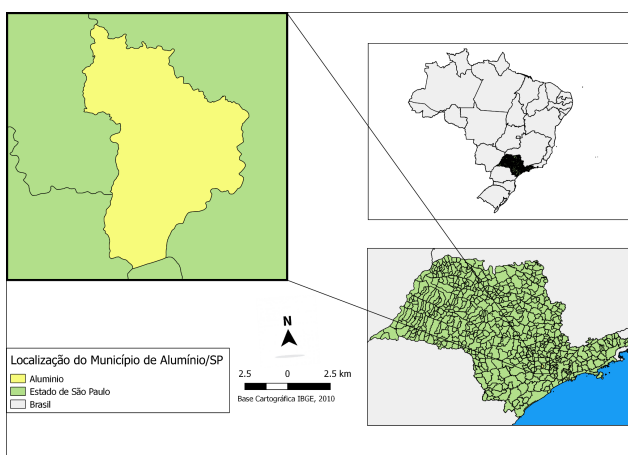 N
2.5 0 2.5 km
Base Cartográfica IBGE, 2010
Localização do Município de Alumínio/SP
Aluminio
Estado de São Paulo
Brasil